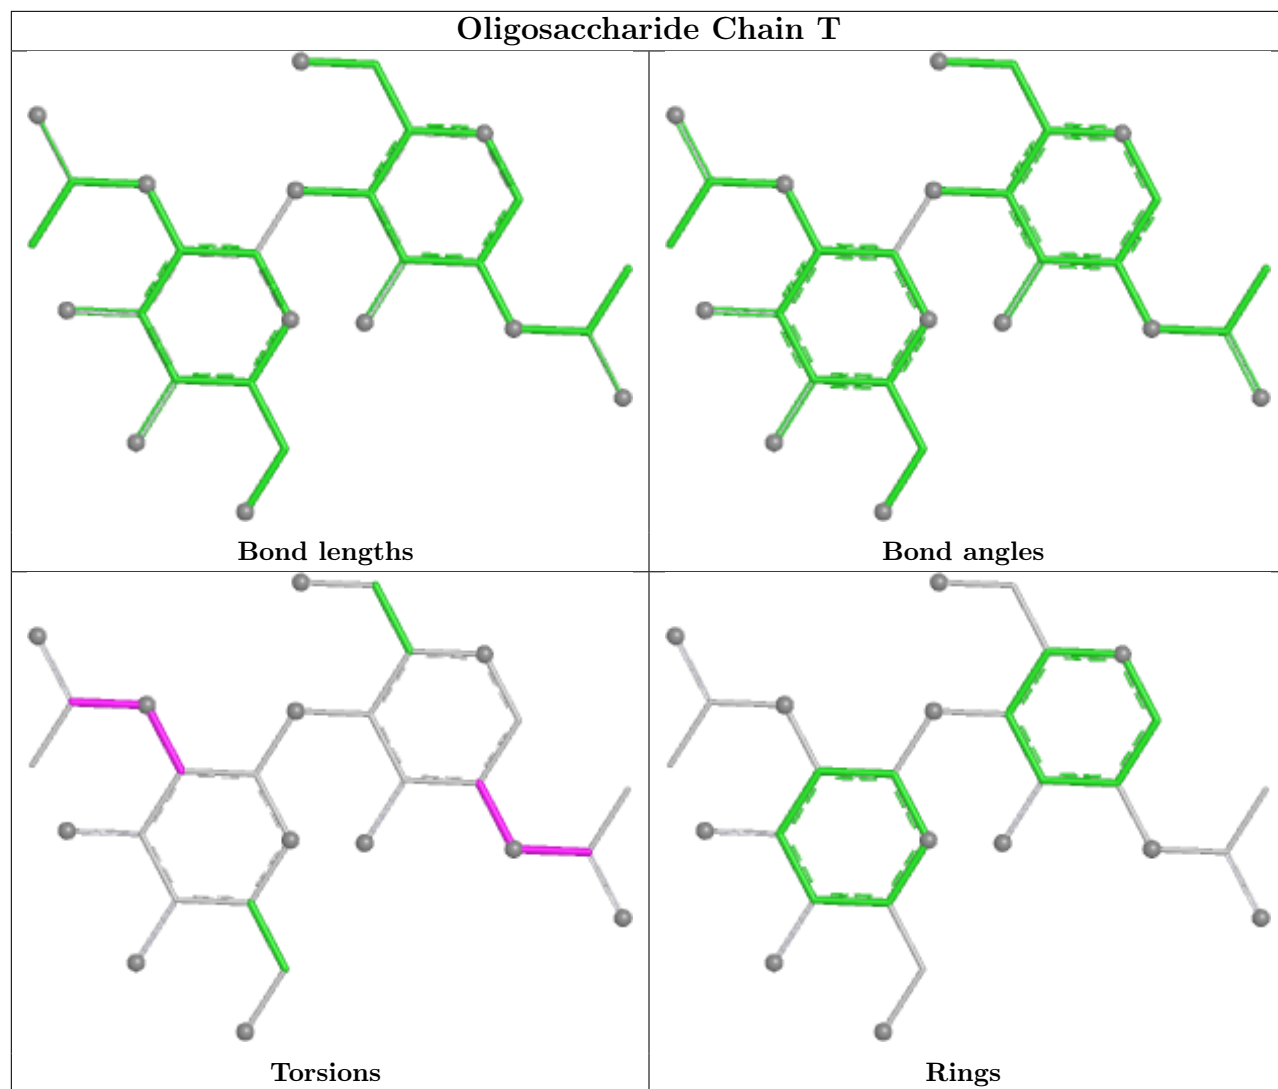 Oligosaccharide Chain T
Bond lengths
Bond angles
Torsions
Rings